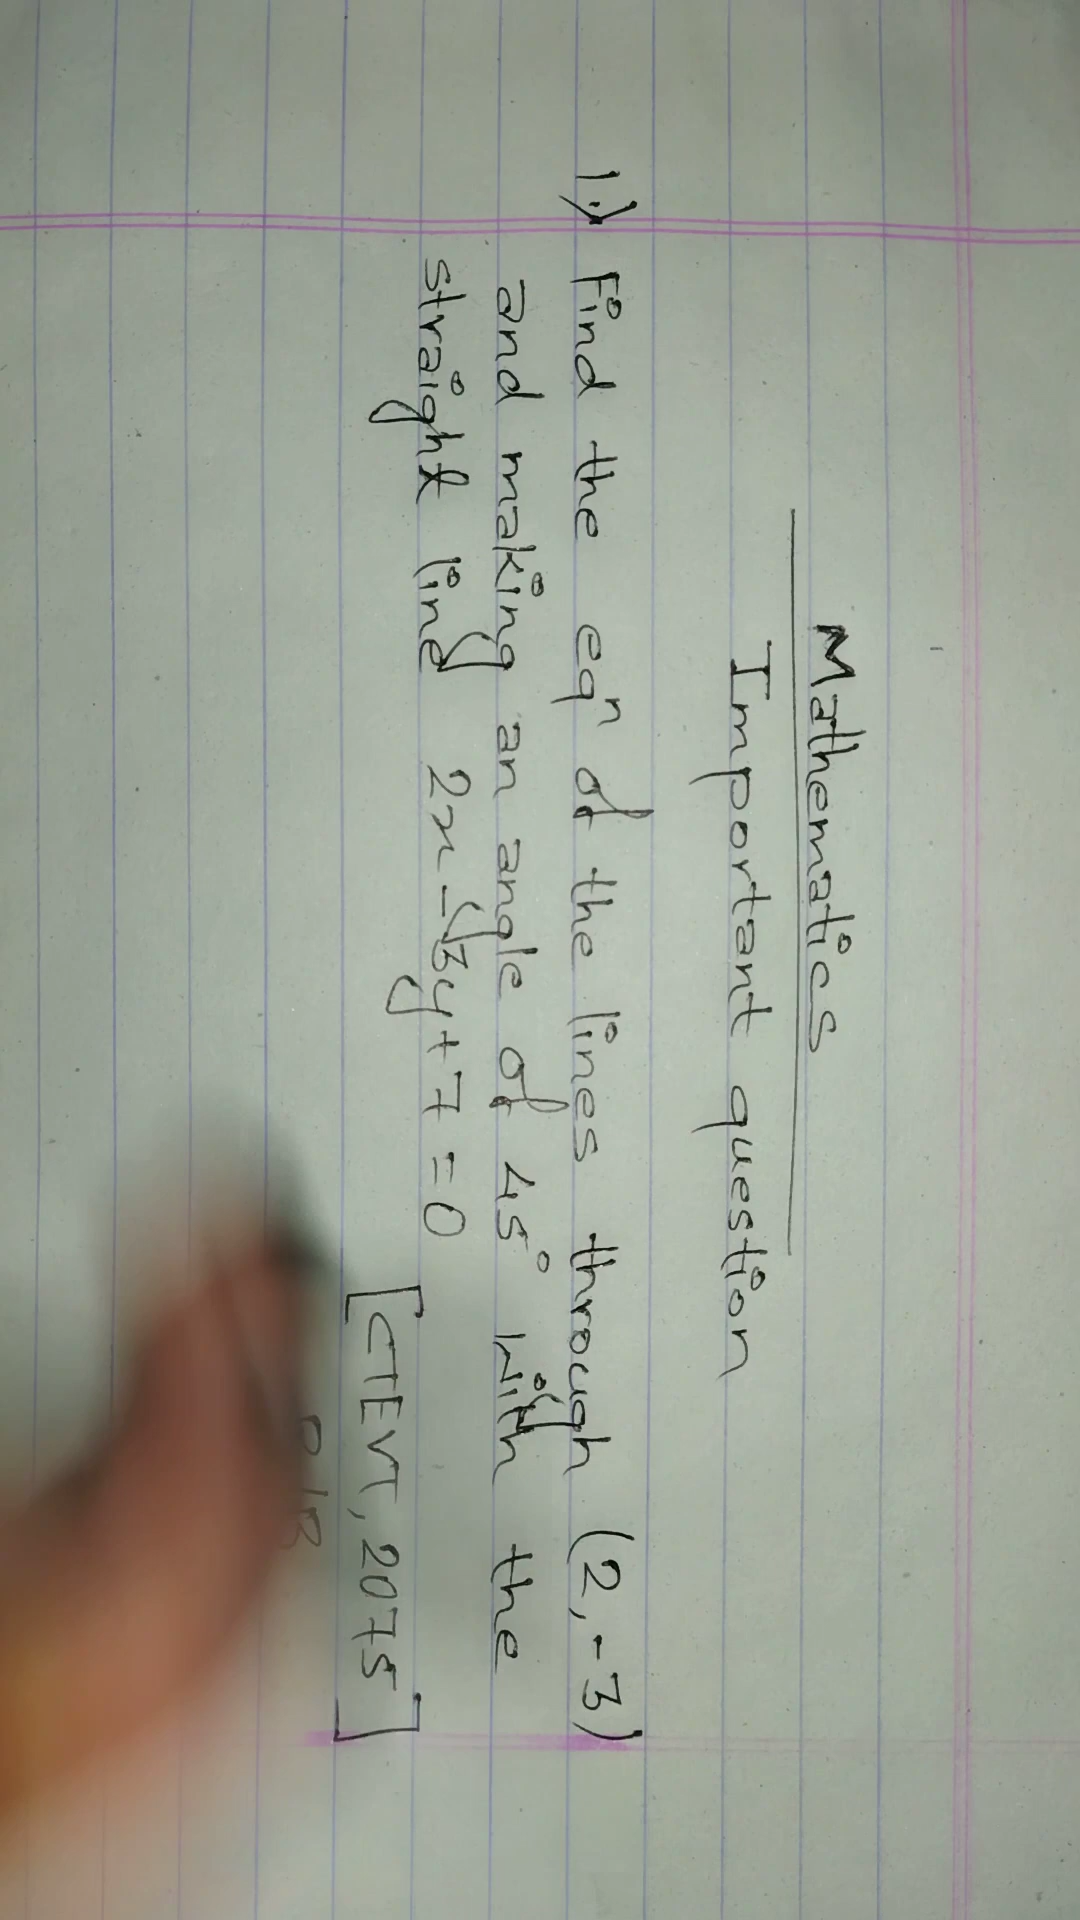 Mathematics
Important question
1.) Find the eqn of the lines through (2,-3)
and making an angle of 45° with the
straight line 2x-3y+7=0
[CTEVT, 2075]